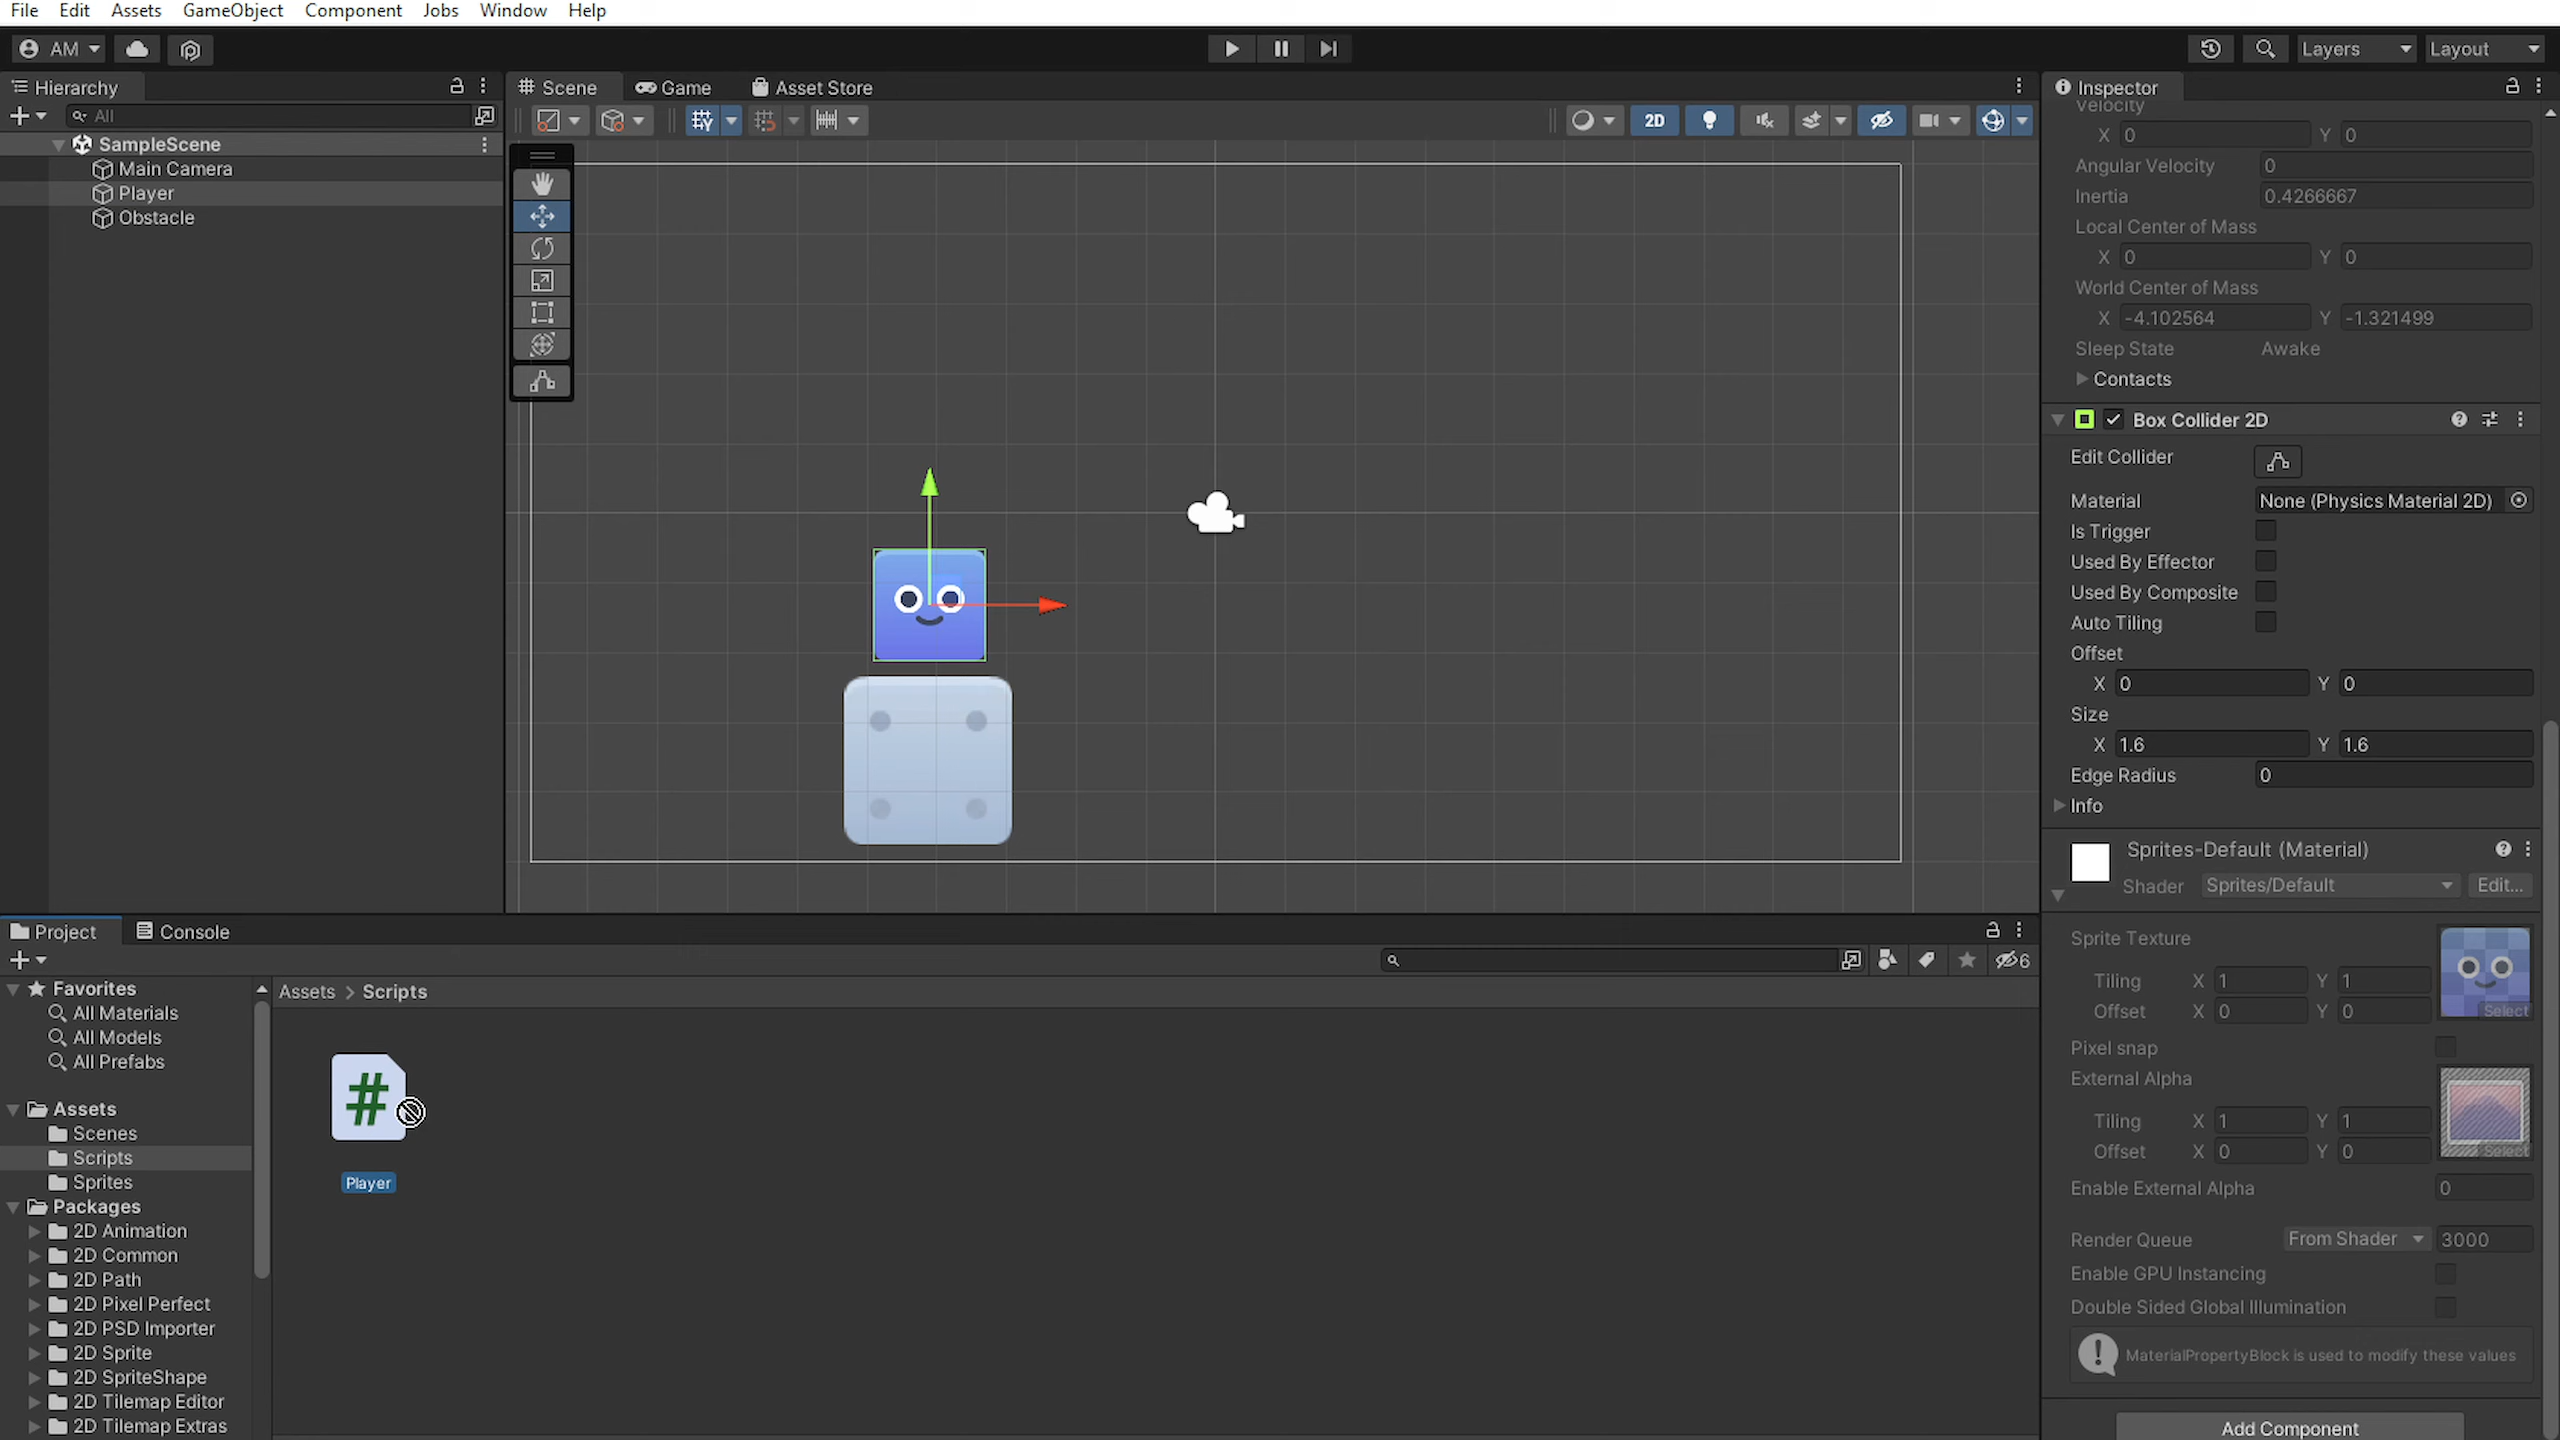 File Edit Assets GameObject Component Jobs Window Help
AM Layers Layout
Hierarchy
All
SampleScene
Main Camera
Player
Obstacle
Scene Game Asset Store
2D
Inspector
Velocity
X 0 Y 0
Angular Velocity 0
Inertia 0.4266667
Local Center of Mass
X 0 Y 0
World Center of Mass
X -4.102564 Y -1.321499
Sleep State Awake
Contacts
Box Collider 2D
Edit Collider
Material None (Physics Material 2D)
Is Trigger
Used By Effector
Used By Composite
Auto Tiling
Offset
X 0 Y 0
Size
X 1.6 Y 1.6
Edge Radius 0
Info
Sprites-Default (Material)
Shader Sprites/Default Edit...
Sprite Texture
Tiling X 1 Y 1
Offset X 0 Y 0
Select
Pixel snap
External Alpha
Tiling X 1 Y 1
Offset X 0 Y 0
Select
Enable External Alpha 0
Render Queue From Shader 3000
Enable GPU Instancing
Double Sided Global Illumination
MaterialPropertyBlock is used to modify these values
Add Component
Project Console
6
Favorites
All Materials
All Models
All Prefabs
Assets
Scenes
Scripts
Sprites
Packages
2D Animation
2D Common
2D Path
2D Pixel Perfect
2D PSD Importer
2D Sprite
2D SpriteShape
2D Tilemap Editor
2D Tilemap Extras
Assets > Scripts
#
Player